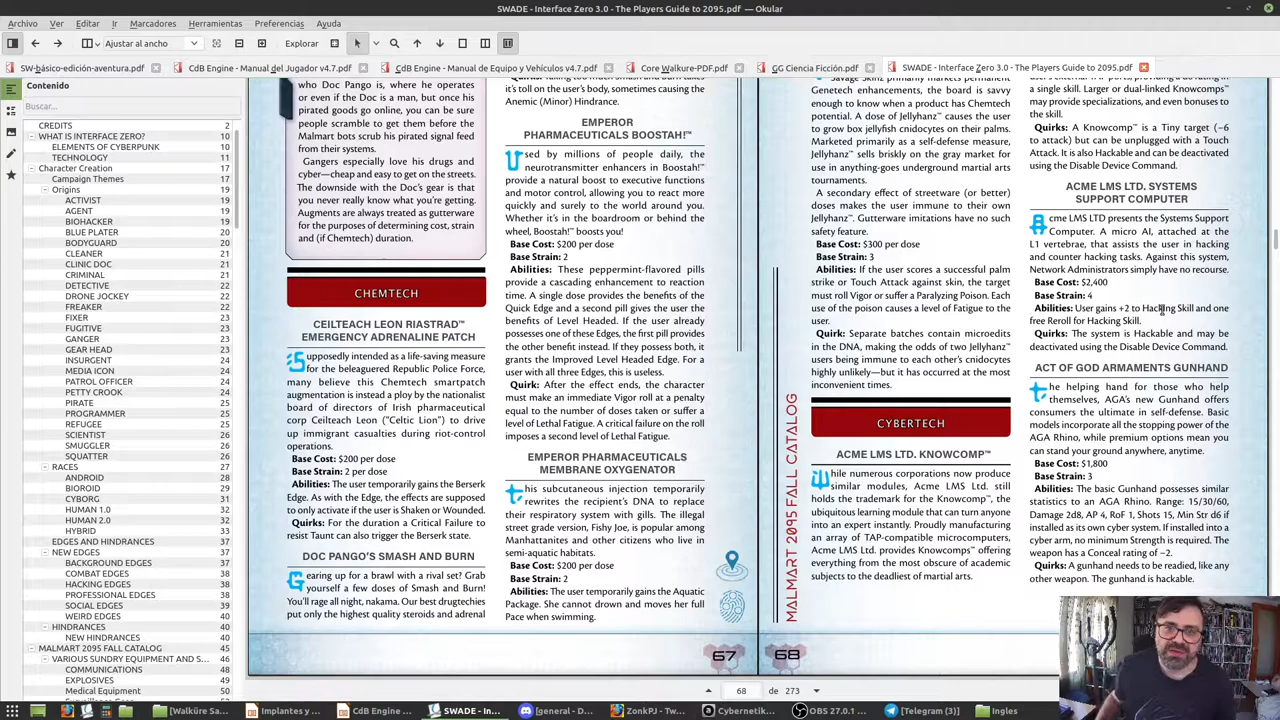 SWADE - Interface Zero 3.0 - The Players Guide to 2095.pdf — Okular
Archivo Ver Editar Ir Marcadores Herramientas Preferencias Ayuda
Ajustar al ancho Explorar
SW-básico-edición-aventura.pdf CdB Engine - Manual del Jugador v4.7.pdf CdB Engine - Manual de Equipo y Vehículos v4.7.pdf Core Walkure-PDF.pdf GG Ciencia Ficción.pdf SWADE - Interface Zero 3.0 - The Players Guide to 2095.pdf
Contenido
Buscar...
CREDITS 2
WHAT IS INTERFACE ZERO? 10
ELEMENTS OF CYBERPUNK 10
TECHNOLOGY 11
Character Creation 17
Campaign Themes 17
Origins 19
ACTIVIST 19
AGENT 19
BIOHACKER 19
BLUE PLATER 20
BODYGUARD 20
CLEANER 21
CLINIC DOC 21
CRIMINAL 21
DETECTIVE 22
DRONE JOCKEY 22
FREAKER 22
FIXER 22
FUGITIVE 22
GANGER 23
GEAR HEAD 23
INSURGENT 24
MEDIA ICON 24
PATROL OFFICER 24
PETTY CROOK 24
PIRATE 25
PROGRAMMER 25
REFUGEE 25
SCIENTIST 26
SMUGGLER 26
SQUATTER 26
RACES 27
ANDROID 28
BIOROID 29
CYBORG 31
HUMAN 1.0 32
HUMAN 2.0 32
HYBRID 33
EDGES AND HINDRANCES 37
NEW EDGES 37
BACKGROUND EDGES 37
COMBAT EDGES 37
HACKING EDGES 38
PROFESSIONAL EDGES 38
SOCIAL EDGES 39
WEIRD EDGES 40
HINDRANCES 40
NEW HINDRANCES 40
MALMART 2095 FALL CATALOG 45
VARIOUS SUNDRY EQUIPMENT AND S... 46
COMMUNICATIONS 48
EXPLOSIVES 49
Medical Equipment 50
who Doc Pango is, where he operates
or even if the Doc is a man, but once his
pirated goods go online, you can be sure
people scramble to get them before the
Malmart bots scrub his pirated signal feed
from their systems.
Gangers especially love his drugs and
cyber—cheap and easy to get on the streets.
The downside with the Doc's gear is that
you never really know what you're getting.
Augments are always treated as gutterware
for the purposes of determining cost, strain
and (if Chemtech) duration.
CHEMTECH
CEILTEACH LEON RIASTRAD™
EMERGENCY ADRENALINE PATCH
Supposedly intended as a life-saving measure
for the beleaguered Republic Police Force,
many believe this Chemtech smartpatch
augmentation is instead a ploy by the nationalist
board of directors of Irish pharmaceutical
corp Ceilteach Leon ("Celtic Lion") to drive
up immigrant casualties during riot-control
operations.
Base Cost: $200 per dose
Base Strain: 2 per dose
Abilities: The user temporarily gains the Berserk
Edge. As with the Edge, the effects are supposed
to only activate if the user is Shaken or Wounded.
Quirks: For the duration a Critical Failure to
resist Taunt can also trigger the Berserk state.
DOC PANGO'S SMASH AND BURN
Gearing up for a brawl with a rival set? Grab
yourself a few doses of Smash and Burn!
You'll rage all night, nakama. Our best drugtechies
put only the highest quality steroids and adrenal
it's toll on the user's body, sometimes causing the
Anemic (Minor) Hindrance.
EMPEROR
PHARMACEUTICALS BOOSTAH!™
Used by millions of people daily, the
neurotransmitter enhancers in Boostah!™
provide a natural boost to executive functions
and motor control, allowing you to react more
quickly and surely to the world around you.
Whether it's in the boardroom or behind the
wheel, Boostah!™ boosts you!
Base Cost: $200 per dose
Base Strain: 2
Abilities: These peppermint-flavored pills
provide a cascading enhancement to reaction
time. A single dose provides the benefits of the
Quick Edge and a second pill gives the user the
benefits of Level Headed. If the user already
possesses one of these Edges, the first pill provides
the other benefit instead. If they possess both, it
grants the Improved Level Headed Edge. For a
user with all three Edges, this is useless.
Quirk: After the effect ends, the character
must make an immediate Vigor roll at a penalty
equal to the number of doses taken or suffer a
level of Lethal Fatigue. A critical failure on the roll
imposes a second level of Lethal Fatigue.
EMPEROR PHARMACEUTICALS
MEMBRANE OXYGENATOR
This subcutaneous injection temporarily
rewrites the recipient's DNA to replace
their respiratory system with gills. The illegal
street grade version, Fishy Joe, is popular among
Manhattanites and other citizens who live in
semi-aquatic habitats.
Base Cost: $200 per dose
Base Strain: 2
Abilities: The user temporarily gains the Aquatic
Package. She cannot drown and moves her full
Pace when swimming.
67
Savage Skinz primarily markets permanent
Genetech enhancements, the board is savvy
enough to know when a product has Chemtech
potential. A dose of Jellyhanz™ causes the user
to grow box jellyfish cnidocytes on their palms.
Marketed primarily as a self-defense measure,
Jellyhanz™ sells briskly on the gray market for
use in anything-goes underground martial arts
tournaments.
A secondary effect of streetware (or better)
doses makes the user immune to their own
Jellyhanz™. Gutterware imitations have no such
safety feature.
Base Cost: $300 per dose
Base Strain: 3
Abilities: If the user scores a successful palm
strike or Touch Attack against skin, the target
must roll Vigor or suffer a Paralyzing Poison. Each
use of the poison causes a level of Fatigue to the
user.
Quirk: Separate batches contain microedits
in the DNA, making the odds of two Jellyhanz™
users being immune to each other's cnidocytes
highly unlikely—but it has occurred at the most
inconvenient times.
CYBERTECH
ACME LMS LTD. KNOWCOMP™
While numerous corporations now produce
similar modules, Acme LMS Ltd. still
holds the trademark for the Knowcomp™, the
ubiquitous learning module that can turn anyone
into an expert instantly. Proudly manufacturing
an array of TAP-compatible microcomputers,
Acme LMS Ltd. provides Knowcomps™ offering
everything from the most obscure of academic
subjects to the deadliest of martial arts.
MALMART 2095 FALL CATALOG
68
a single skill. Larger or dual-linked Knowcomps™
may provide specializations, and even bonuses to
the skill.
Quirks: A Knowcomp™ is a Tiny target (–6
to attack) but can be unplugged with a Touch
Attack. It is also Hackable and can be deactivated
using the Disable Device Command.
ACME LMS LTD. SYSTEMS
SUPPORT COMPUTER
Acme LMS LTD presents the Systems Support
Computer. A micro AI, attached at the
L1 vertebrae, that assists the user in hacking
and counter hacking tasks. Against this system,
Network Administrators simply have no recourse.
Base Cost: $2,400
Base Strain: 4
Abilities: User gains +2 to Hacking Skill and one
free Reroll for Hacking Skill.
Quirks: The system is Hackable and may be
deactivated using the Disable Device Command.
ACT OF GOD ARMAMENTS GUNHAND
The helping hand for those who help
themselves, AGA's new Gunhand offers
consumers the ultimate in self-defense. Basic
models incorporate all the stopping power of the
AGA Rhino, while premium options mean you
can stand your ground anywhere, anytime.
Base Cost: $1,800
Base Strain: 3
Abilities: The basic Gunhand possesses similar
statistics to an AGA Rhino. Range: 15/30/60,
Damage 2d8, AP 4, RoF 1, Shots 15, Min Str d6 if
installed as its own cyber system. If installed into a
cyber arm, no minimum Strength is required. The
weapon has a Conceal rating of –2.
Quirks: A gunhand needs to be readied, like any
other weapon. The gunhand is hackable.
68 de 273
[Walküre Sa... Implantes y ... CdB Engine ... SWADE - In... [general - D... ZonkPJ - Tw... Cybernetik... OBS 27.0.1 ... [Telegram (3)] Ingles